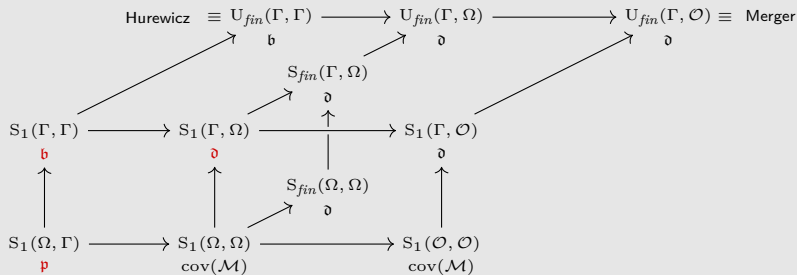 Hurewicz ≡ U_fin(Γ, Γ) U_fin(Γ, Ω) U_fin(Γ, 𝒪) ≡ Merger
𝔟 𝔡 𝔡
S_fin(Γ, Ω)
𝔡
S_1(Γ, Γ) S_1(Γ, Ω) S_1(Γ, 𝒪)
𝔟 𝔡 𝔡
S_fin(Ω, Ω)
𝔡
S_1(Ω, Γ) S_1(Ω, Ω) S_1(𝒪, 𝒪)
𝔭 cov(ℳ) cov(ℳ)